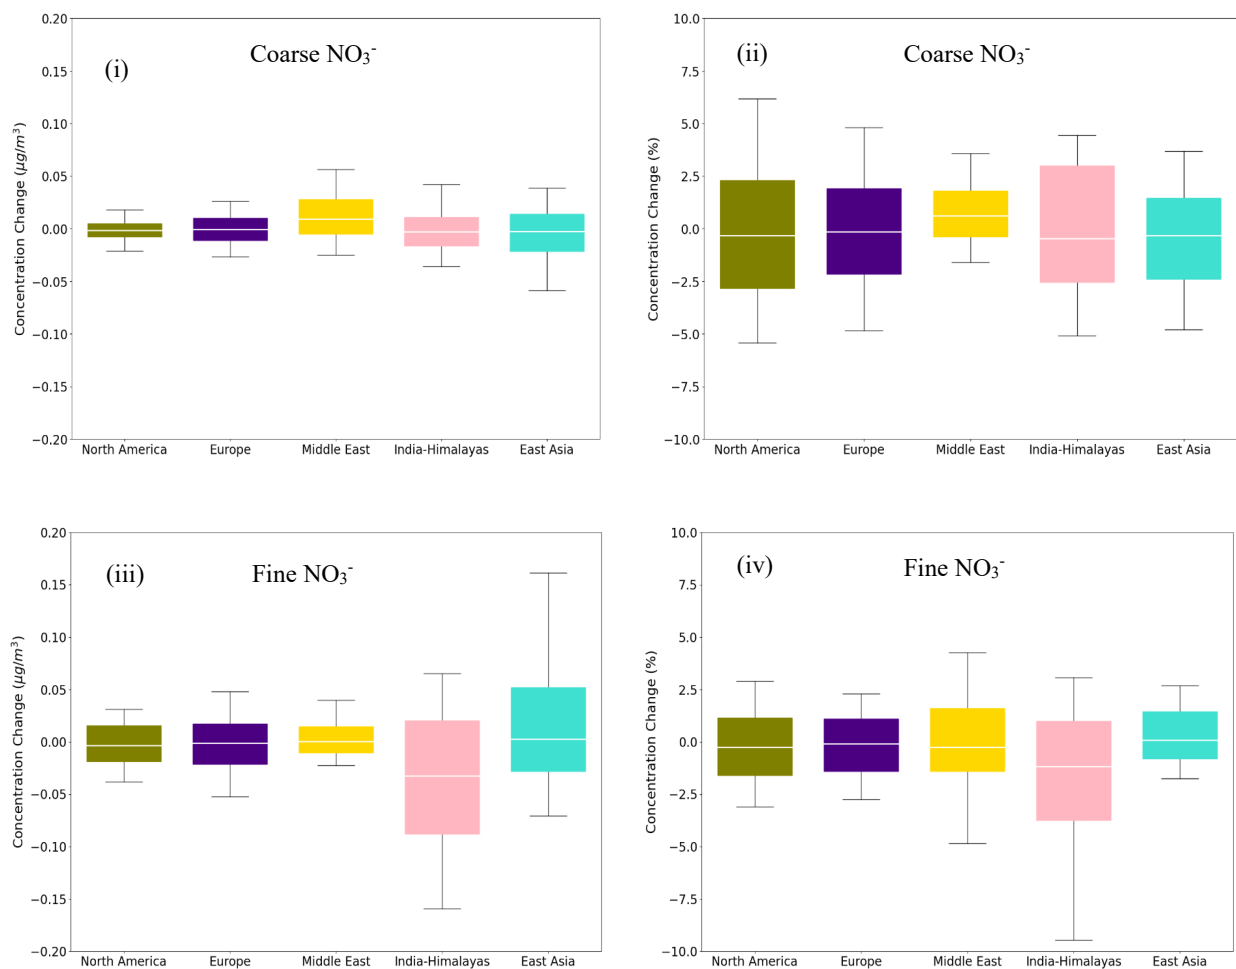 (i)
Coarse NO₃⁻
Concentration Change (μg/m³)
0.20
0.15
0.10
0.05
0.00
−0.05
−0.10
−0.15
−0.20
North America Europe Middle East India-Himalayas East Asia
(ii)
Coarse NO₃⁻
Concentration Change (%)
10.0
7.5
5.0
2.5
0.0
−2.5
−5.0
−7.5
−10.0
North America Europe Middle East India-Himalayas East Asia
(iii)
Fine NO₃⁻
Concentration Change (μg/m³)
0.20
0.15
0.10
0.05
0.00
−0.05
−0.10
−0.15
−0.20
North America Europe Middle East India-Himalayas East Asia
(iv)
Fine NO₃⁻
Concentration Change (%)
10.0
7.5
5.0
2.5
0.0
−2.5
−5.0
−7.5
−10.0
North America Europe Middle East India-Himalayas East Asia